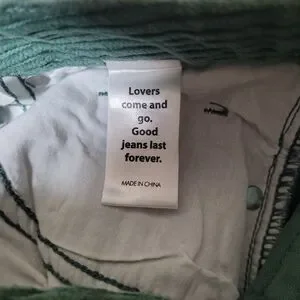 Lovers
come and
go.
Good
jeans last
forever.
MADE IN CHINA